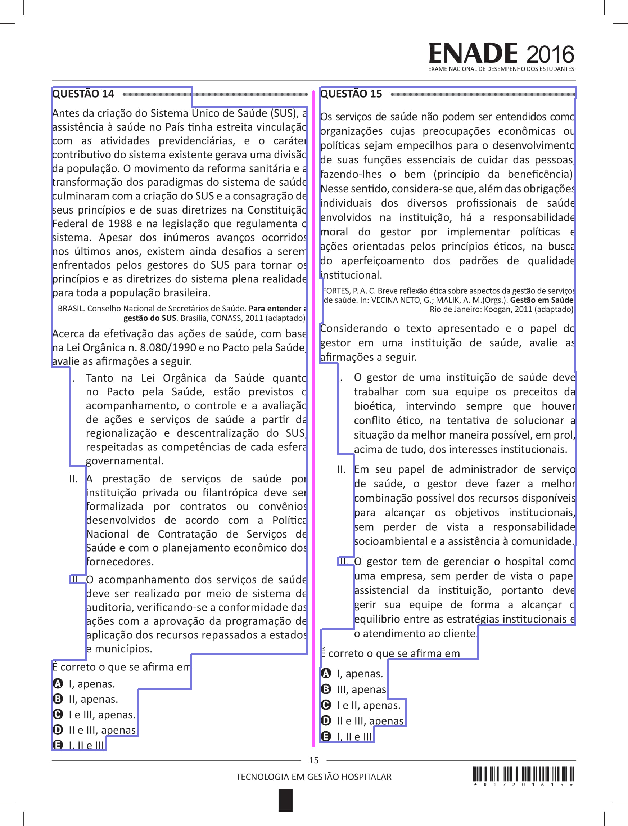 ENADE 2016
EXAME NACIONAL DE DESEMPENHO DOS ESTUDANTES
QUESTÃO 14
Antes da criação do Sistema Único de Saúde (SUS), a
assistência à saúde no País tinha estreita vinculação
com as atividades previdenciárias, e o caráter
contributivo do sistema existente gerava uma divisão
da população. O movimento da reforma sanitária e a
transformação dos paradigmas do sistema de saúde
culminaram com a criação do SUS e a consagração de
seus princípios e de suas diretrizes na Constituição
Federal de 1988 e na legislação que regulamenta o
sistema. Apesar dos inúmeros avanços ocorridos
nos últimos anos, existem ainda desafios a serem
enfrentados pelos gestores do SUS para tornar os
princípios e as diretrizes do sistema plena realidade
para toda a população brasileira.
BRASIL. Conselho Nacional de Secretários de Saúde. Para entender a
gestão do SUS. Brasília, CONASS, 2011 (adaptado)
Acerca da efetivação das ações de saúde, com base
na Lei Orgânica n. 8.080/1990 e no Pacto pela Saúde,
avalie as afirmações a seguir.
I. Tanto na Lei Orgânica da Saúde quanto
no Pacto pela Saúde, estão previstos o
acompanhamento, o controle e a avaliação
de ações e serviços de saúde a partir da
regionalização e descentralização do SUS,
respeitadas as competências de cada esfera
governamental.
II. A prestação de serviços de saúde por
instituição privada ou filantrópica deve ser
formalizada por contratos ou convênios
desenvolvidos de acordo com a Política
Nacional de Contratação de Serviços de
Saúde e com o planejamento econômico dos
fornecedores.
III. O acompanhamento dos serviços de saúde
deve ser realizado por meio de sistema de
auditoria, verificando-se a conformidade das
ações com a aprovação da programação de
aplicação dos recursos repassados a estados
e municípios.
É correto o que se afirma em
A I, apenas.
B II, apenas.
C I e III, apenas.
D II e III, apenas.
E I, II e III.
QUESTÃO 15
Os serviços de saúde não podem ser entendidos como
organizações cujas preocupações econômicas ou
políticas sejam empecilhos para o desenvolvimento
de suas funções essenciais de cuidar das pessoas,
fazendo-lhes o bem (princípio da beneficência).
Nesse sentido, considera-se que, além das obrigações
individuais dos diversos profissionais de saúde
envolvidos na instituição, há a responsabilidade
moral do gestor por implementar políticas e
ações orientadas pelos princípios éticos, na busca
do aperfeiçoamento dos padrões de qualidade
institucional.
FORTES, P. A. C. Breve reflexão ética sobre aspectos da gestão de serviços
de saúde. In: VECINA NETO, G.; MALIK, A. M.(Orgs.). Gestão em Saúde.
Rio de Janeiro: Koogan, 2011 (adaptado).
Considerando o texto apresentado e o papel do
gestor em uma instituição de saúde, avalie as
afirmações a seguir.
I. O gestor de uma instituição de saúde deve
trabalhar com sua equipe os preceitos da
bioética, intervindo sempre que houver
conflito ético, na tentativa de solucionar a
situação da melhor maneira possível, em prol,
acima de tudo, dos interesses institucionais.
II. Em seu papel de administrador de serviço
de saúde, o gestor deve fazer a melhor
combinação possível dos recursos disponíveis
para alcançar os objetivos institucionais,
sem perder de vista a responsabilidade
socioambiental e a assistência à comunidade.
III. O gestor tem de gerenciar o hospital como
uma empresa, sem perder de vista o papel
assistencial da instituição, portanto deve
gerir sua equipe de forma a alcançar o
equilíbrio entre as estratégias institucionais e
o atendimento ao cliente.
É correto o que se afirma em
A I, apenas.
B III, apenas.
C I e II, apenas.
D II e III, apenas.
E I, II e III.
15
TECNOLOGIA EM GESTÃO HOSPITALAR